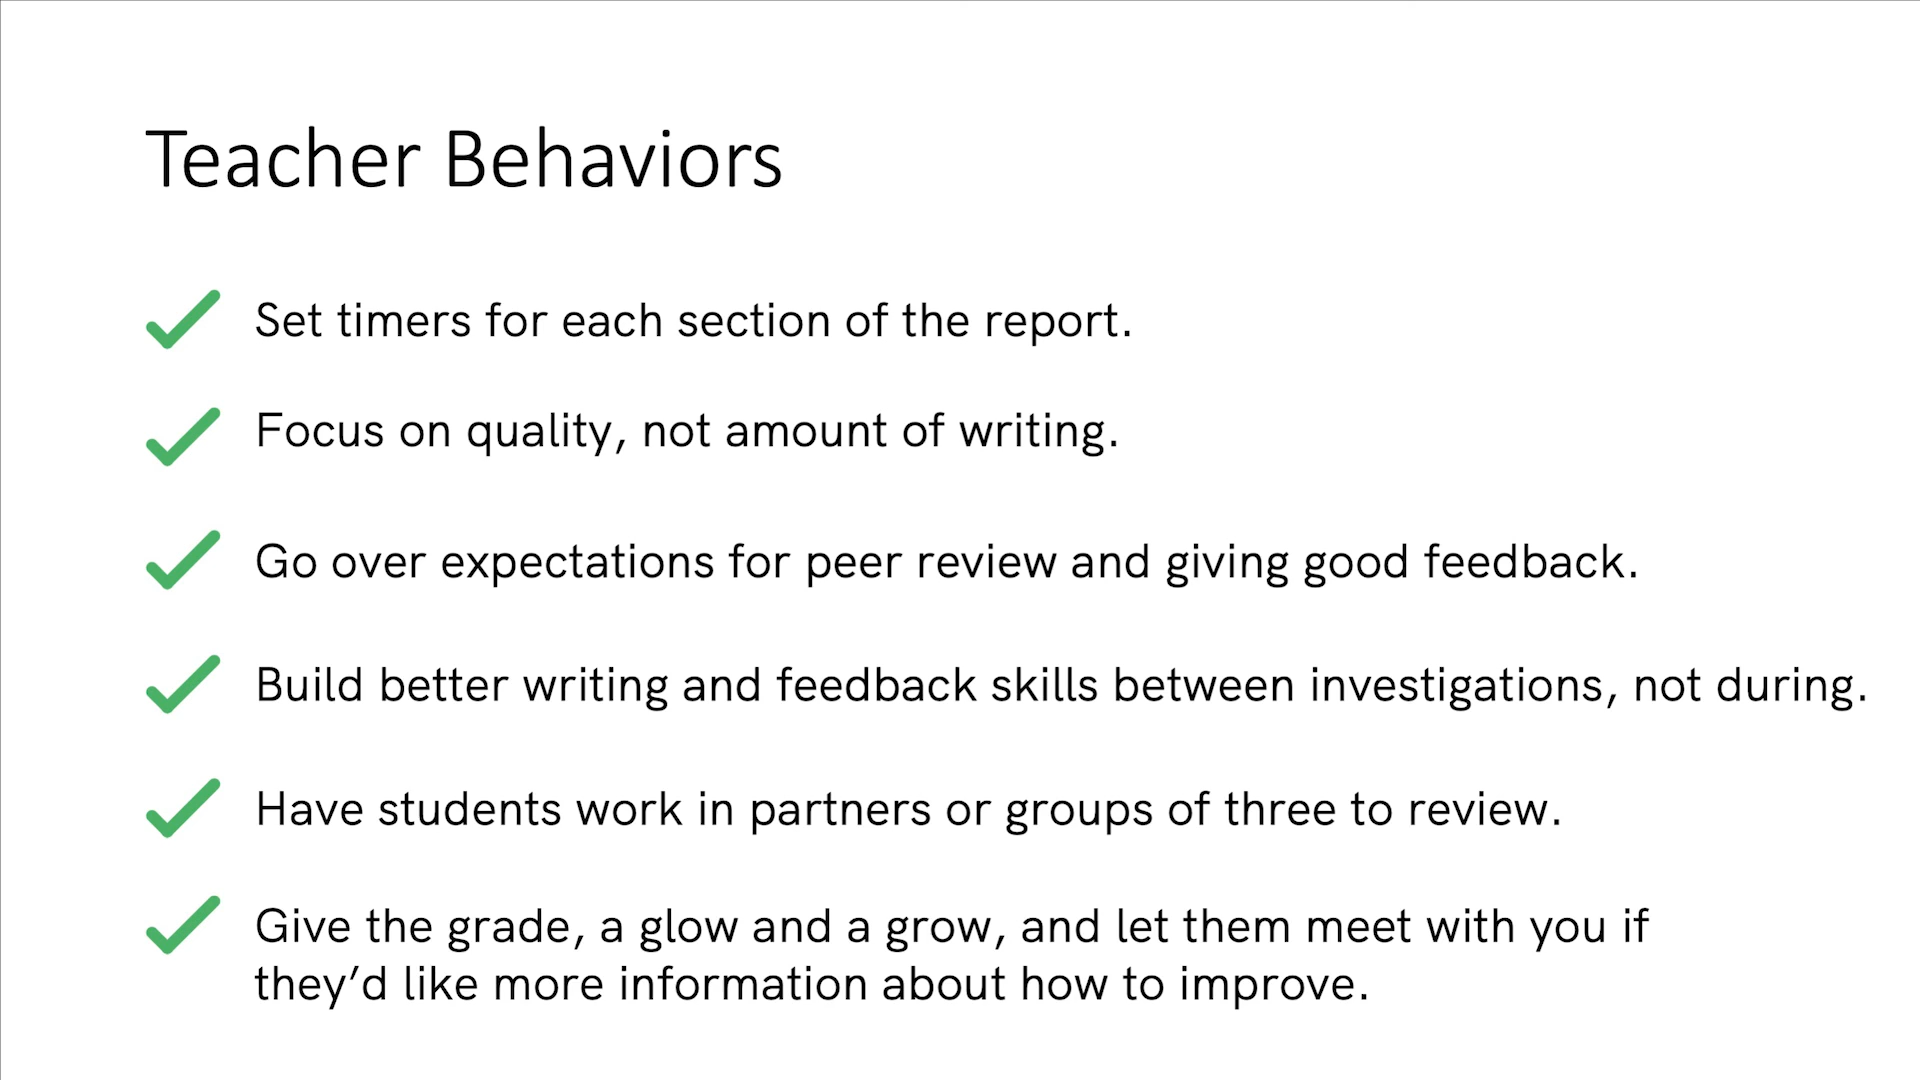 Teacher Behaviors
Set timers for each section of the report.
Focus on quality, not amount of writing.
Go over expectations for peer review and giving good feedback.
Build better writing and feedback skills between investigations, not during.
Have students work in partners or groups of three to review.
Give the grade, a glow and a grow, and let them meet with you if
they’d like more information about how to improve.